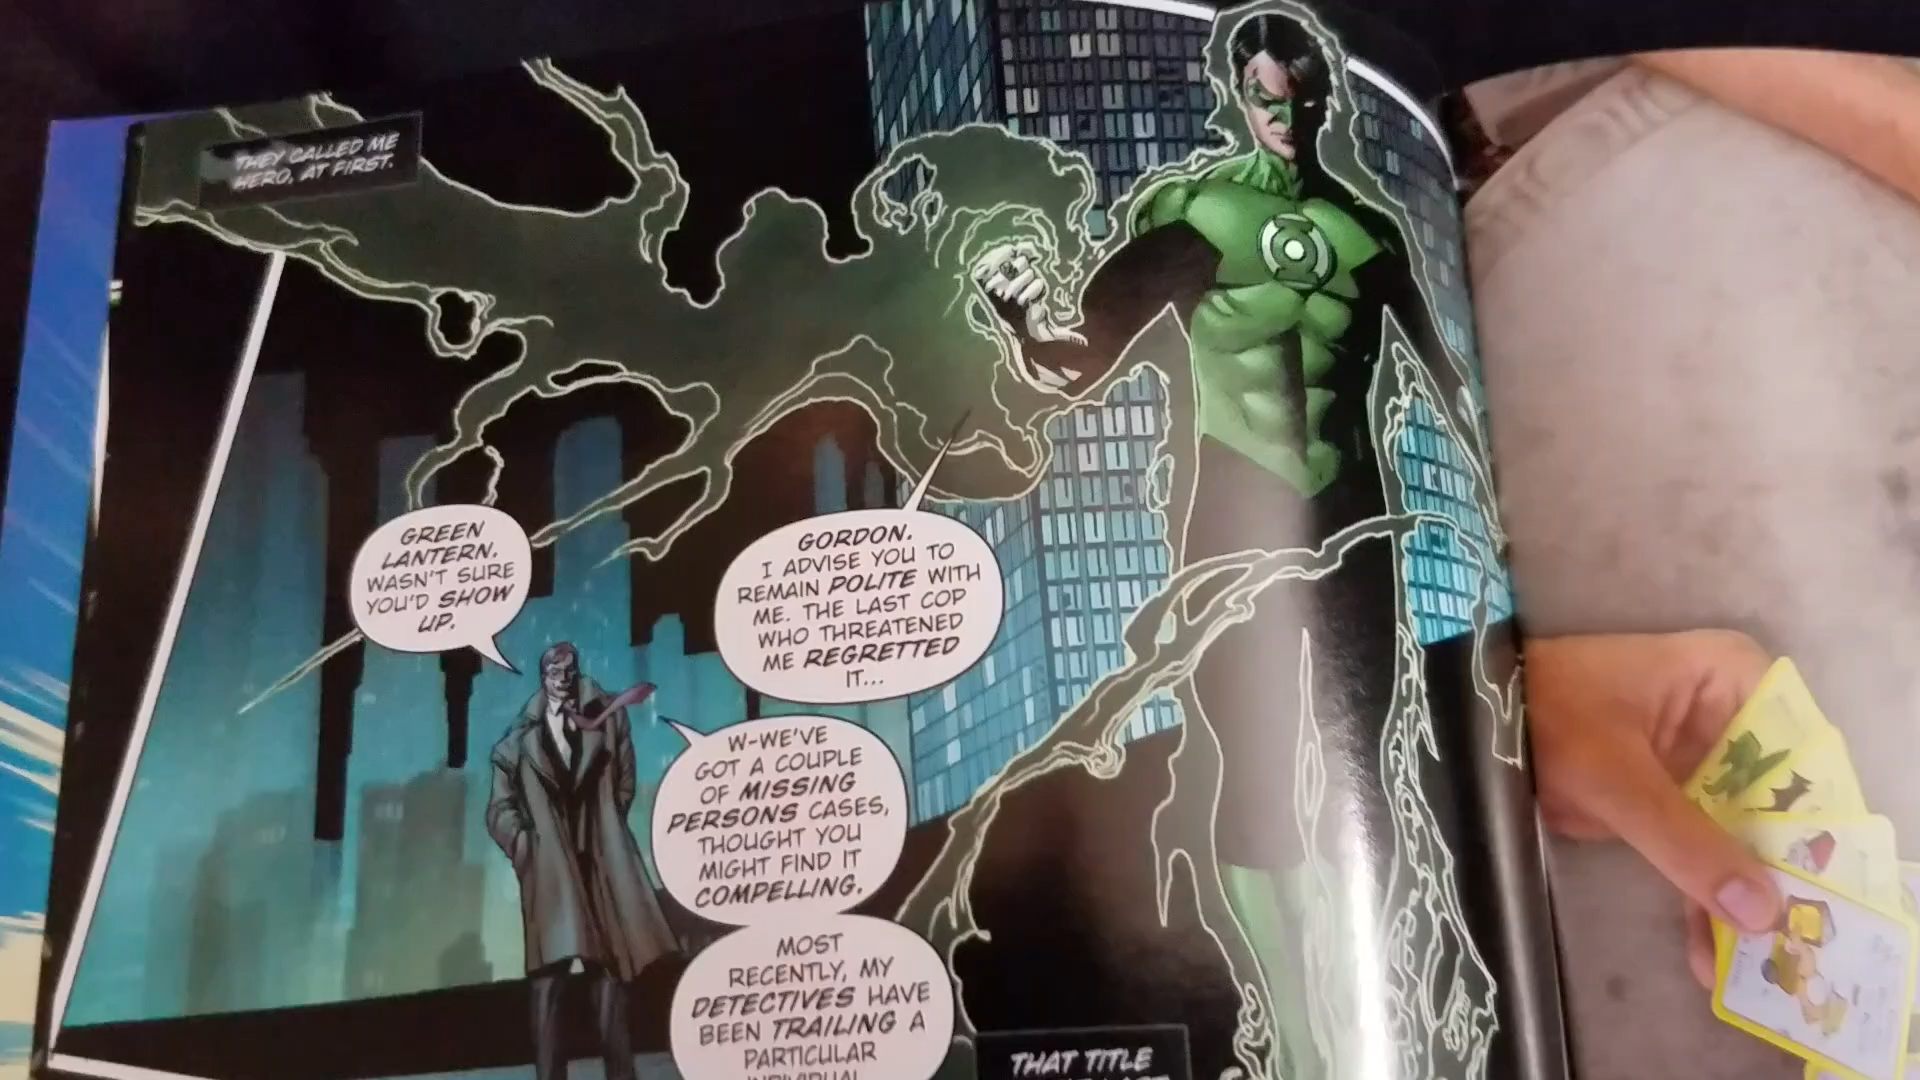 THEY CALLED ME
HERO, AT FIRST.
GREEN
LANTERN.
WASN'T SURE
YOU'D SHOW
UP.
GORDON.
I ADVISE YOU TO
REMAIN POLITE WITH
ME. THE LAST COP
WHO THREATENED
ME REGRETTED
IT...
W-WE'VE
GOT A COUPLE
OF MISSING
PERSONS CASES,
THOUGHT YOU
MIGHT FIND IT
COMPELLING.
MOST
RECENTLY, MY
DETECTIVES HAVE
BEEN TRAILING A
PARTICULAR
INDIVIDUAL
THAT TITLE